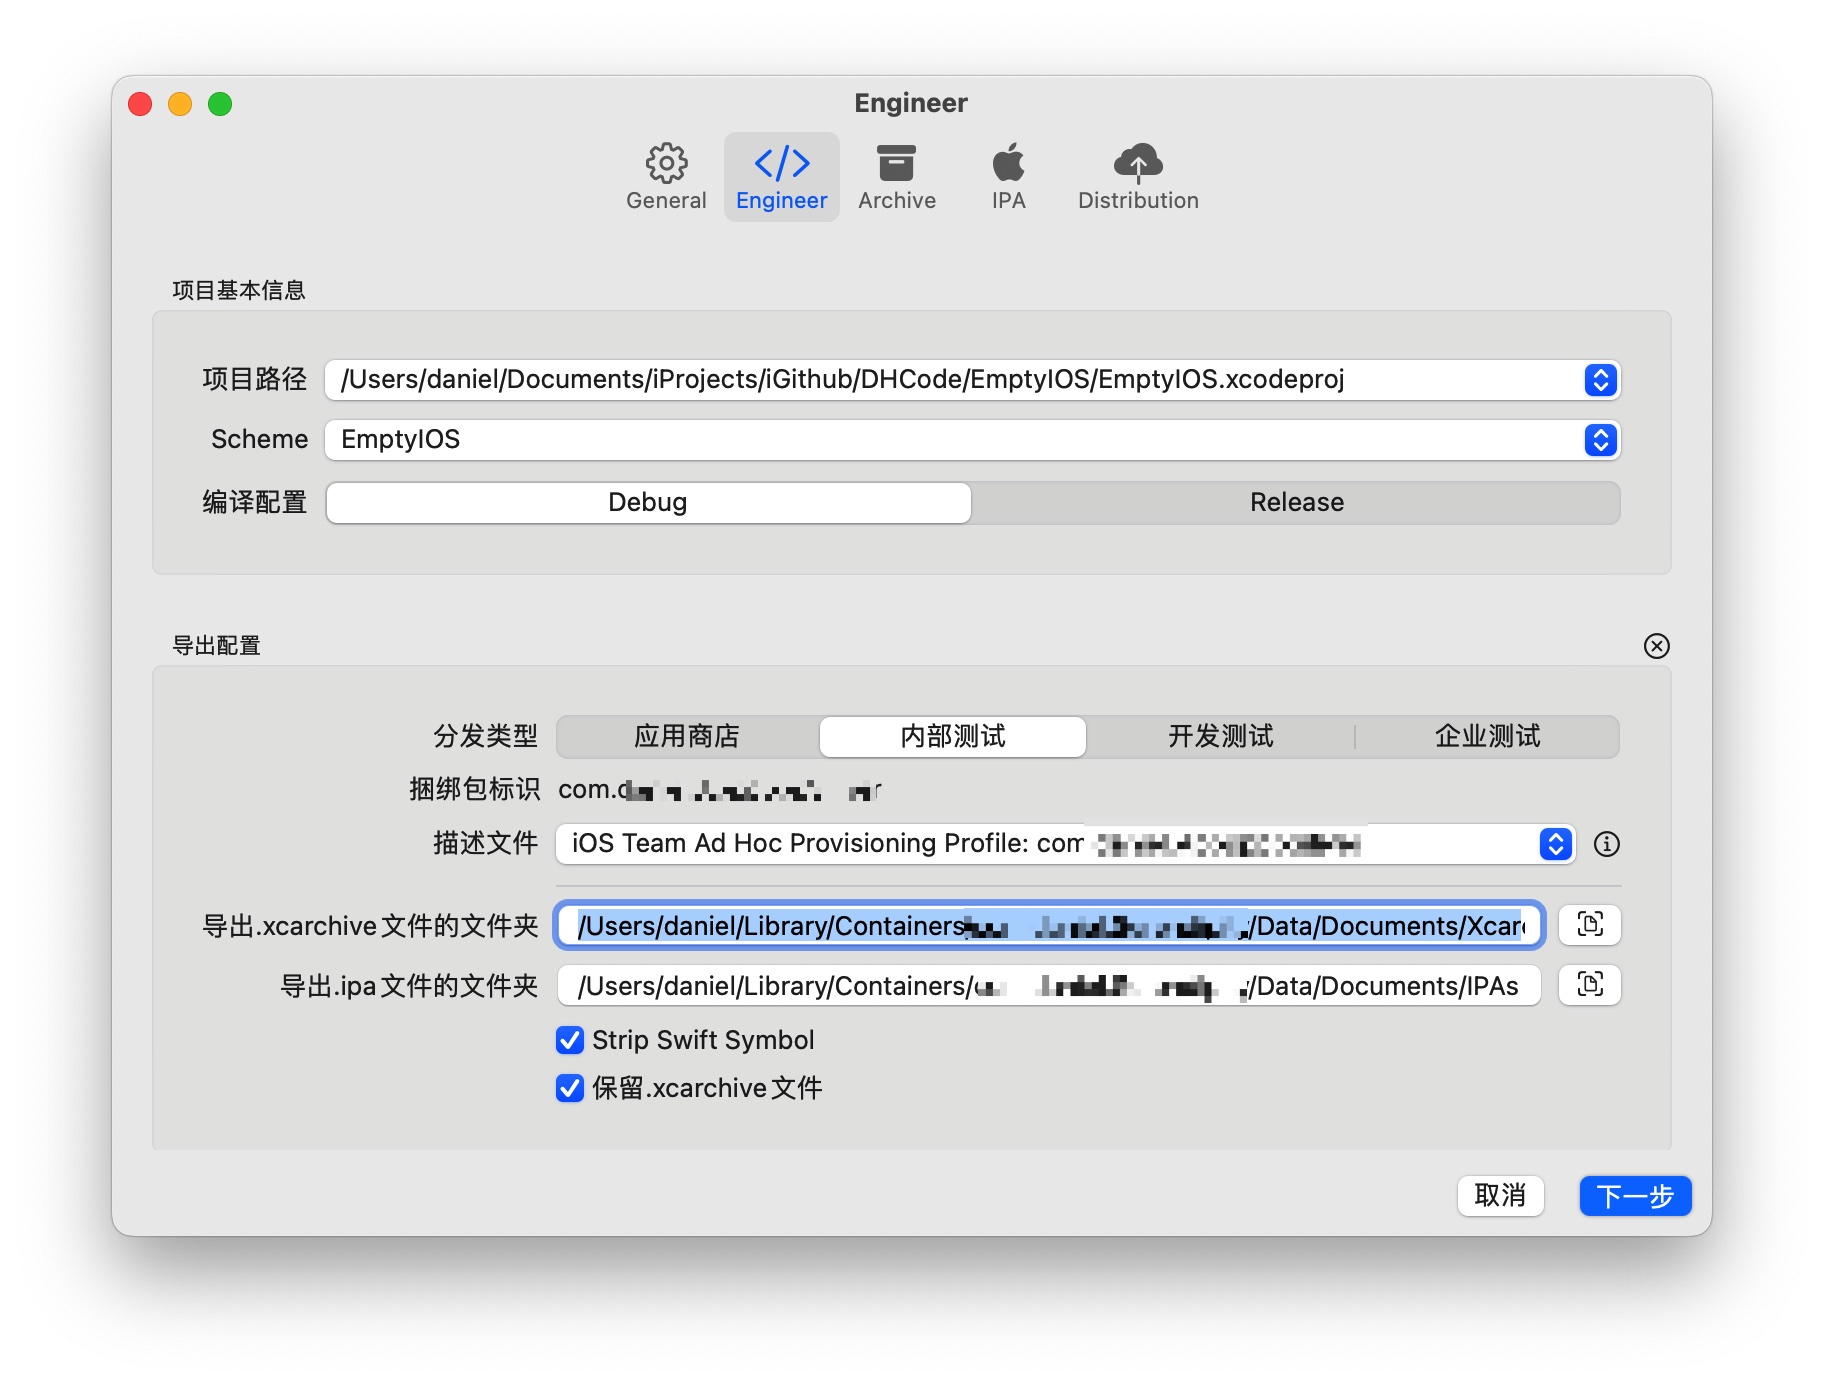 Engineer
General Engineer Archive IPA Distribution
项目基本信息
项目路径 /Users/daniel/Documents/iProjects/iGithub/DHCode/EmptyIOS/EmptyIOS.xcodeproj
Scheme EmptyIOS
编译配置 Debug Release
导出配置
分发类型 应用商店 内部测试 开发测试 企业测试
捆绑包标识 com.
描述文件 iOS Team Ad Hoc Provisioning Profile: com
导出.xcarchive文件的文件夹 /Users/daniel/Library/Containers /Data/Documents/Xcar
导出.ipa文件的文件夹 /Users/daniel/Library/Containers/ /Data/Documents/IPAs
Strip Swift Symbol
保留.xcarchive文件
取消 下一步